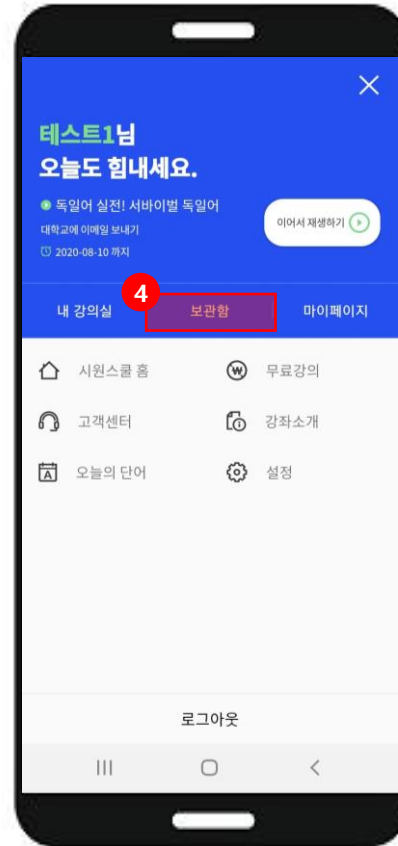 테스트1님
오늘도 힘내세요.
독일어 실전! 서바이벌 독일어
대학교에 이메일 보내기
2020-08-10 까지
이어서 재생하기
4
내 강의실 보관함 마이페이지
시원스쿨 홈 무료강의
고객센터 강좌소개
A 오늘의 단어 설정
로그아웃